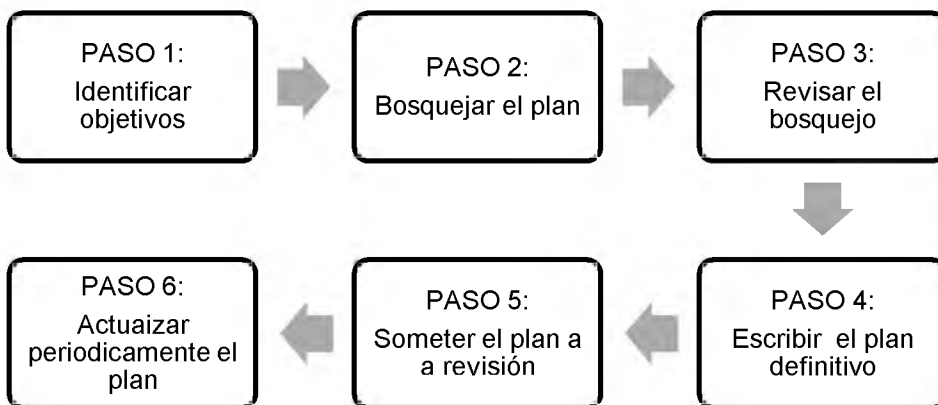 PASO 1:
Identificar
objetivos
PASO 2:
Bosquejar el plan
PASO 3:
Revisar el
bosquejo
PASO 4:
Escribir el plan
definitivo
PASO 5:
Someter el plan a
a revisión
PASO 6:
Actuaizar
periodicamente el
plan